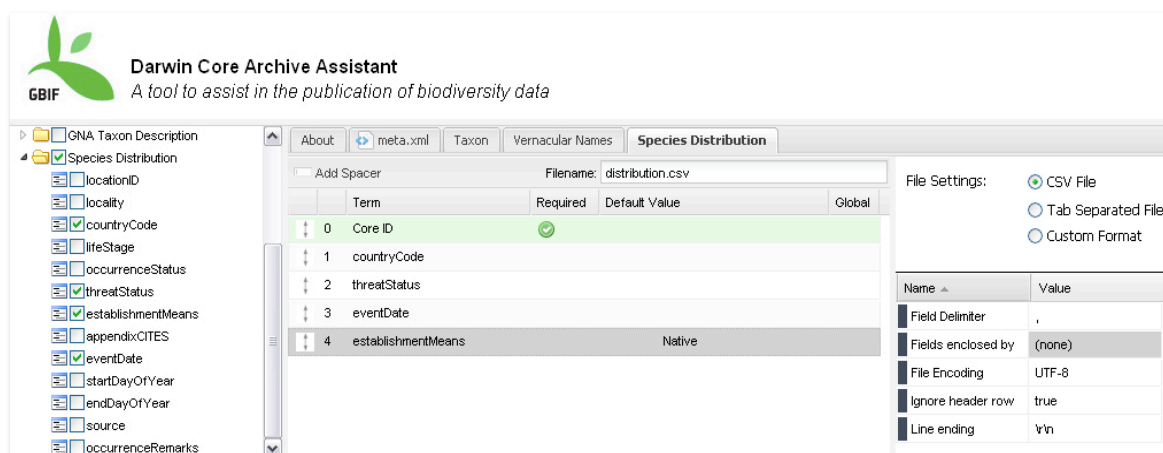 GBIF
Darwin Core Archive Assistant
A tool to assist in the publication of biodiversity data
GNA Taxon Description
Species Distribution
locationID
locality
countryCode
lifeStage
occurrenceStatus
threatStatus
establishmentMeans
appendixCITES
eventDate
startDayOfYear
endDayOfYear
source
occurrenceRemarks
About meta.xml Taxon Vernacular Names Species Distribution
Add Spacer Filename: distribution.csv
Term Required Default Value Global
0 Core ID
1 countryCode
2 threatStatus
3 eventDate
4 establishmentMeans Native
File Settings: CSV File
Tab Separated File
Custom Format
Name Value
Field Delimiter ,
Fields enclosed by (none)
File Encoding UTF-8
Ignore header row true
Line ending \r\n